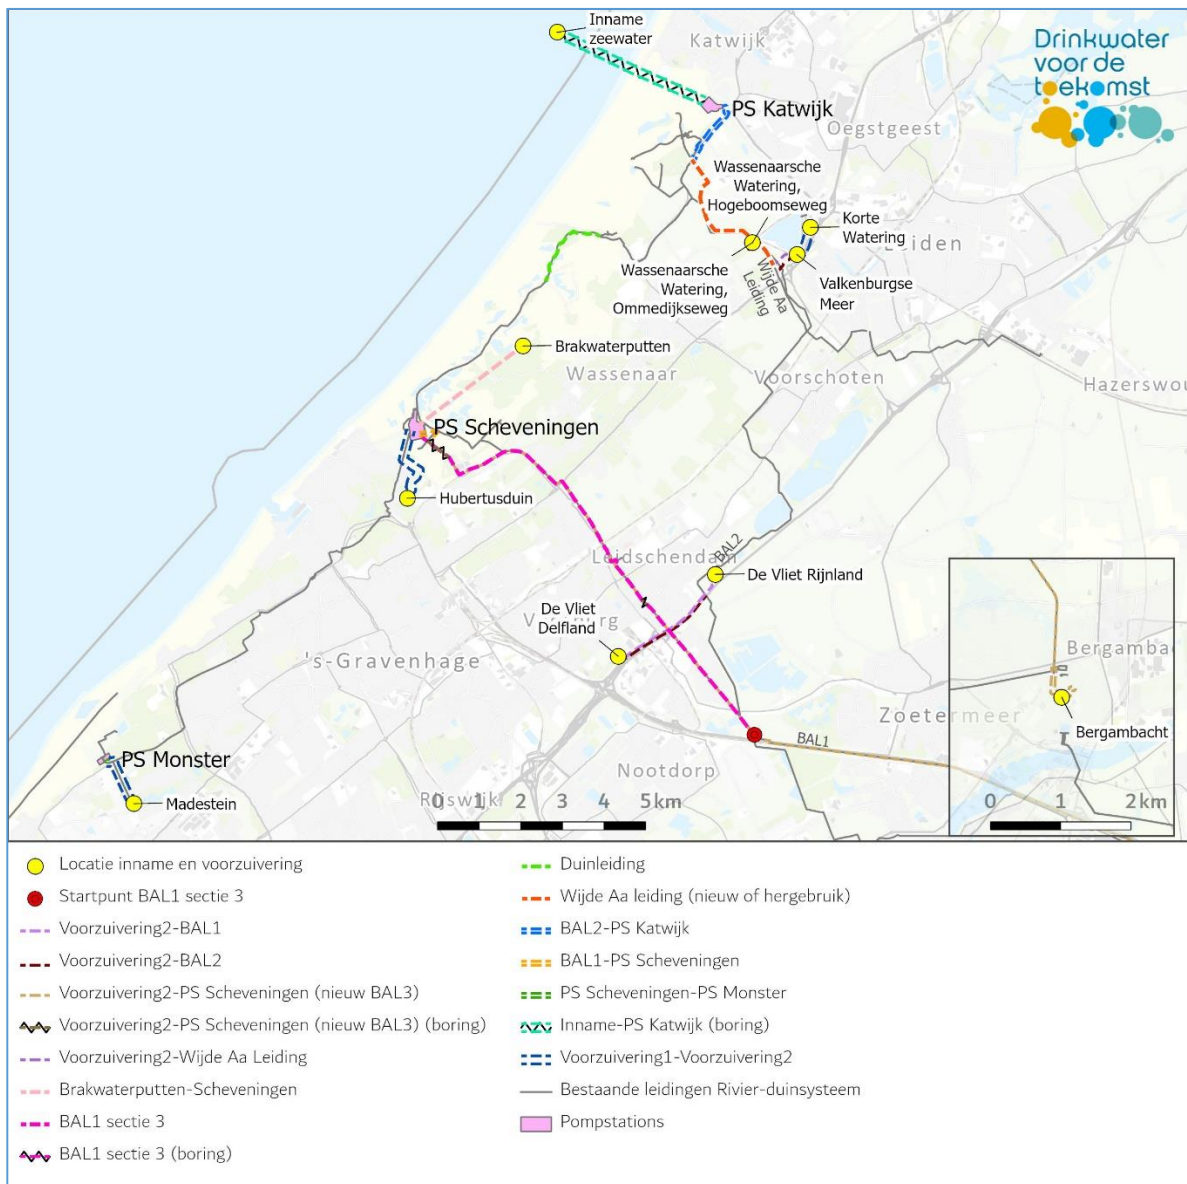 Inname
zeewater
Katwijk
Drinkwater
voor de
toekomst
PS Katwijk
Oegstgeest
Wassenaarsche
Watering,
Hogeboomseweg
Korte
Watering
Leiden
Wassenaarsche
Watering,
Ommedijkseweg
Wijde Aa
Leiding
Valkenburgse
Meer
Brakwaterputten
Wassenaar
Voorschoten
Hazerswou
PS Scheveningen
Hubertusduin
Leidschendam
BAL2
De Vliet Rijnland
De Vliet
Delfland
Voorburg
's-Gravenhage
Bergambac
Zoetermeer
Bergambacht
BAL1
PS Monster
Nootdorp
Madestein
Rijswijk
0 1 2 3 4 5km
0 1 2km
Locatie inname en voorzuivering
Startpunt BAL1 sectie 3
Voorzuivering2-BAL1
Voorzuivering2-BAL2
Voorzuivering2-PS Scheveningen (nieuw BAL3)
Voorzuivering2-PS Scheveningen (nieuw BAL3) (boring)
Voorzuivering2-Wijde Aa Leiding
Brakwaterputten-Scheveningen
BAL1 sectie 3
BAL1 sectie 3 (boring)
Duinleiding
Wijde Aa leiding (nieuw of hergebruik)
BAL2-PS Katwijk
BAL1-PS Scheveningen
PS Scheveningen-PS Monster
Inname-PS Katwijk (boring)
Voorzuivering1-Voorzuivering2
Bestaande leidingen Rivier-duinsysteem
Pompstations